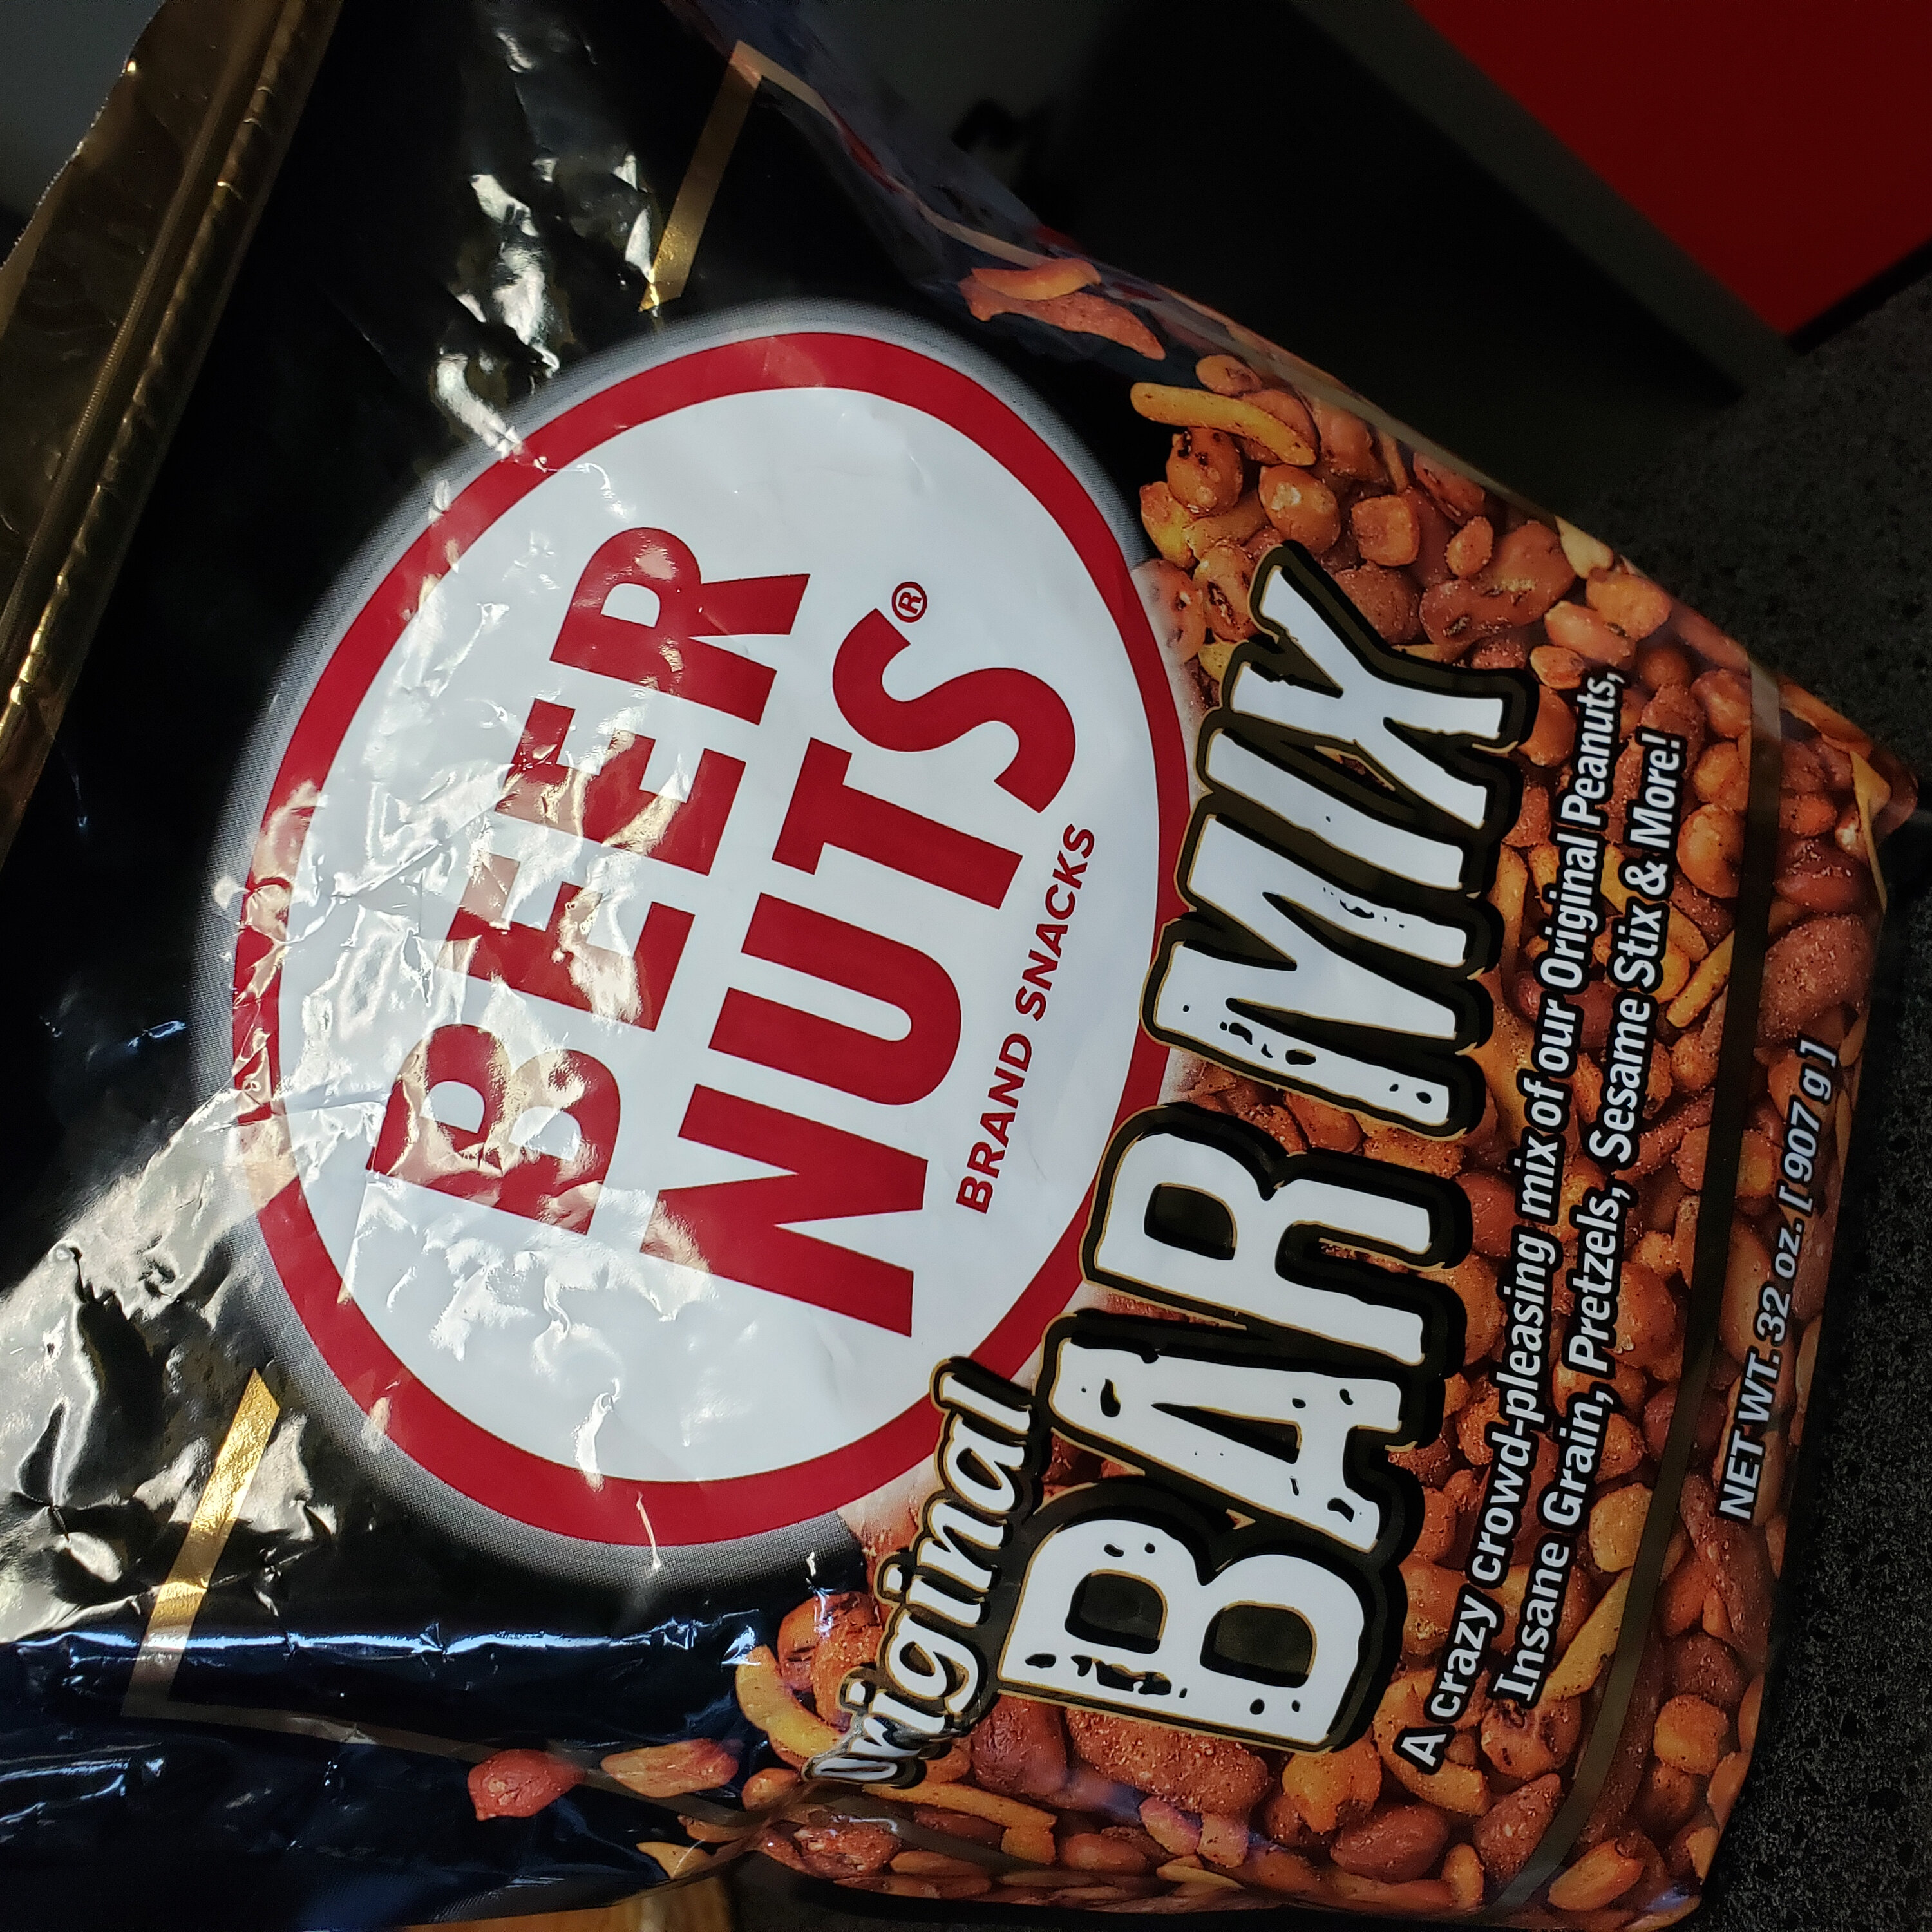 BEER
NUTS®
BRAND SNACKS
Original
BAR MIX
A crazy crowd-pleasing mix of our Original Peanuts,
Insane Grain, Pretzels, Sesame Stix & More!
NET WT. 32 oz. [907 g]